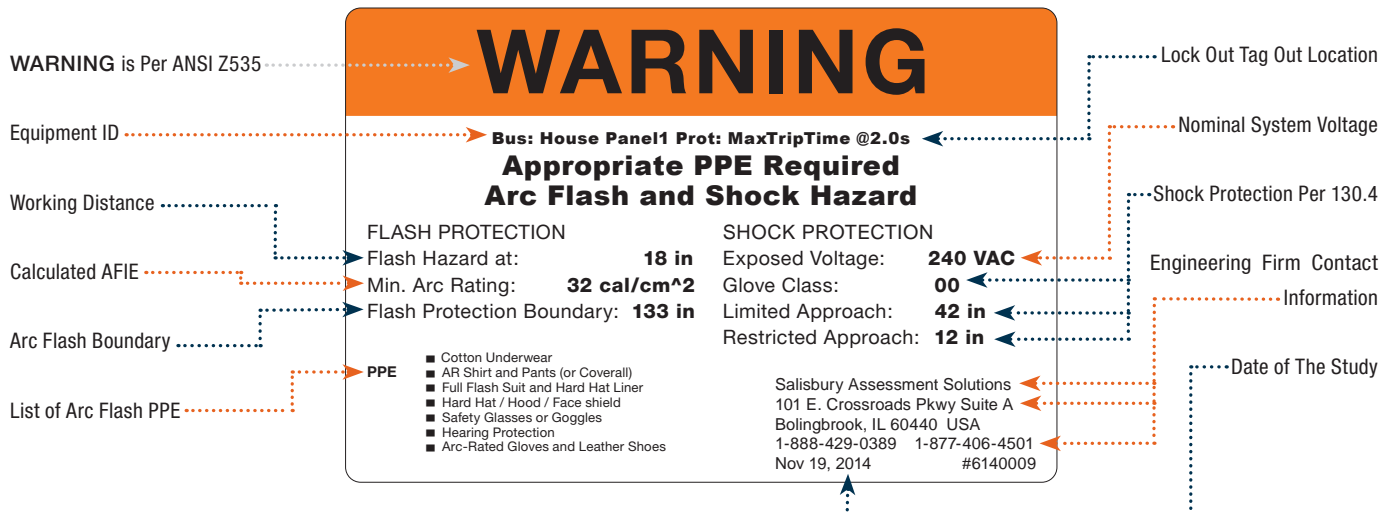 WARNING is Per ANSI Z535
Equipment ID
Working Distance
Calculated AFIE
Arc Flash Boundary
List of Arc Flash PPE
WARNING
Bus: House Panel1 Prot: MaxTripTime @2.0s
Appropriate PPE Required
Arc Flash and Shock Hazard
FLASH PROTECTION
Flash Hazard at: 18 in
Min. Arc Rating: 32 cal/cm^2
Flash Protection Boundary: 133 in
SHOCK PROTECTION
Exposed Voltage: 240 VAC
Glove Class: 00
Limited Approach: 42 in
Restricted Approach: 12 in
PPE
Cotton Underwear
AR Shirt and Pants (or Coverall)
Full Flash Suit and Hard Hat Liner
Hard Hat / Hood / Face shield
Safety Glasses or Goggles
Hearing Protection
Arc-Rated Gloves and Leather Shoes
Salisbury Assessment Solutions
101 E. Crossroads Pkwy Suite A
Bolingbrook, IL 60440 USA
1-888-429-0389 1-877-406-4501
Nov 19, 2014 #6140009
Lock Out Tag Out Location
Nominal System Voltage
Shock Protection Per 130.4
Engineering Firm Contact
Information
Date of The Study